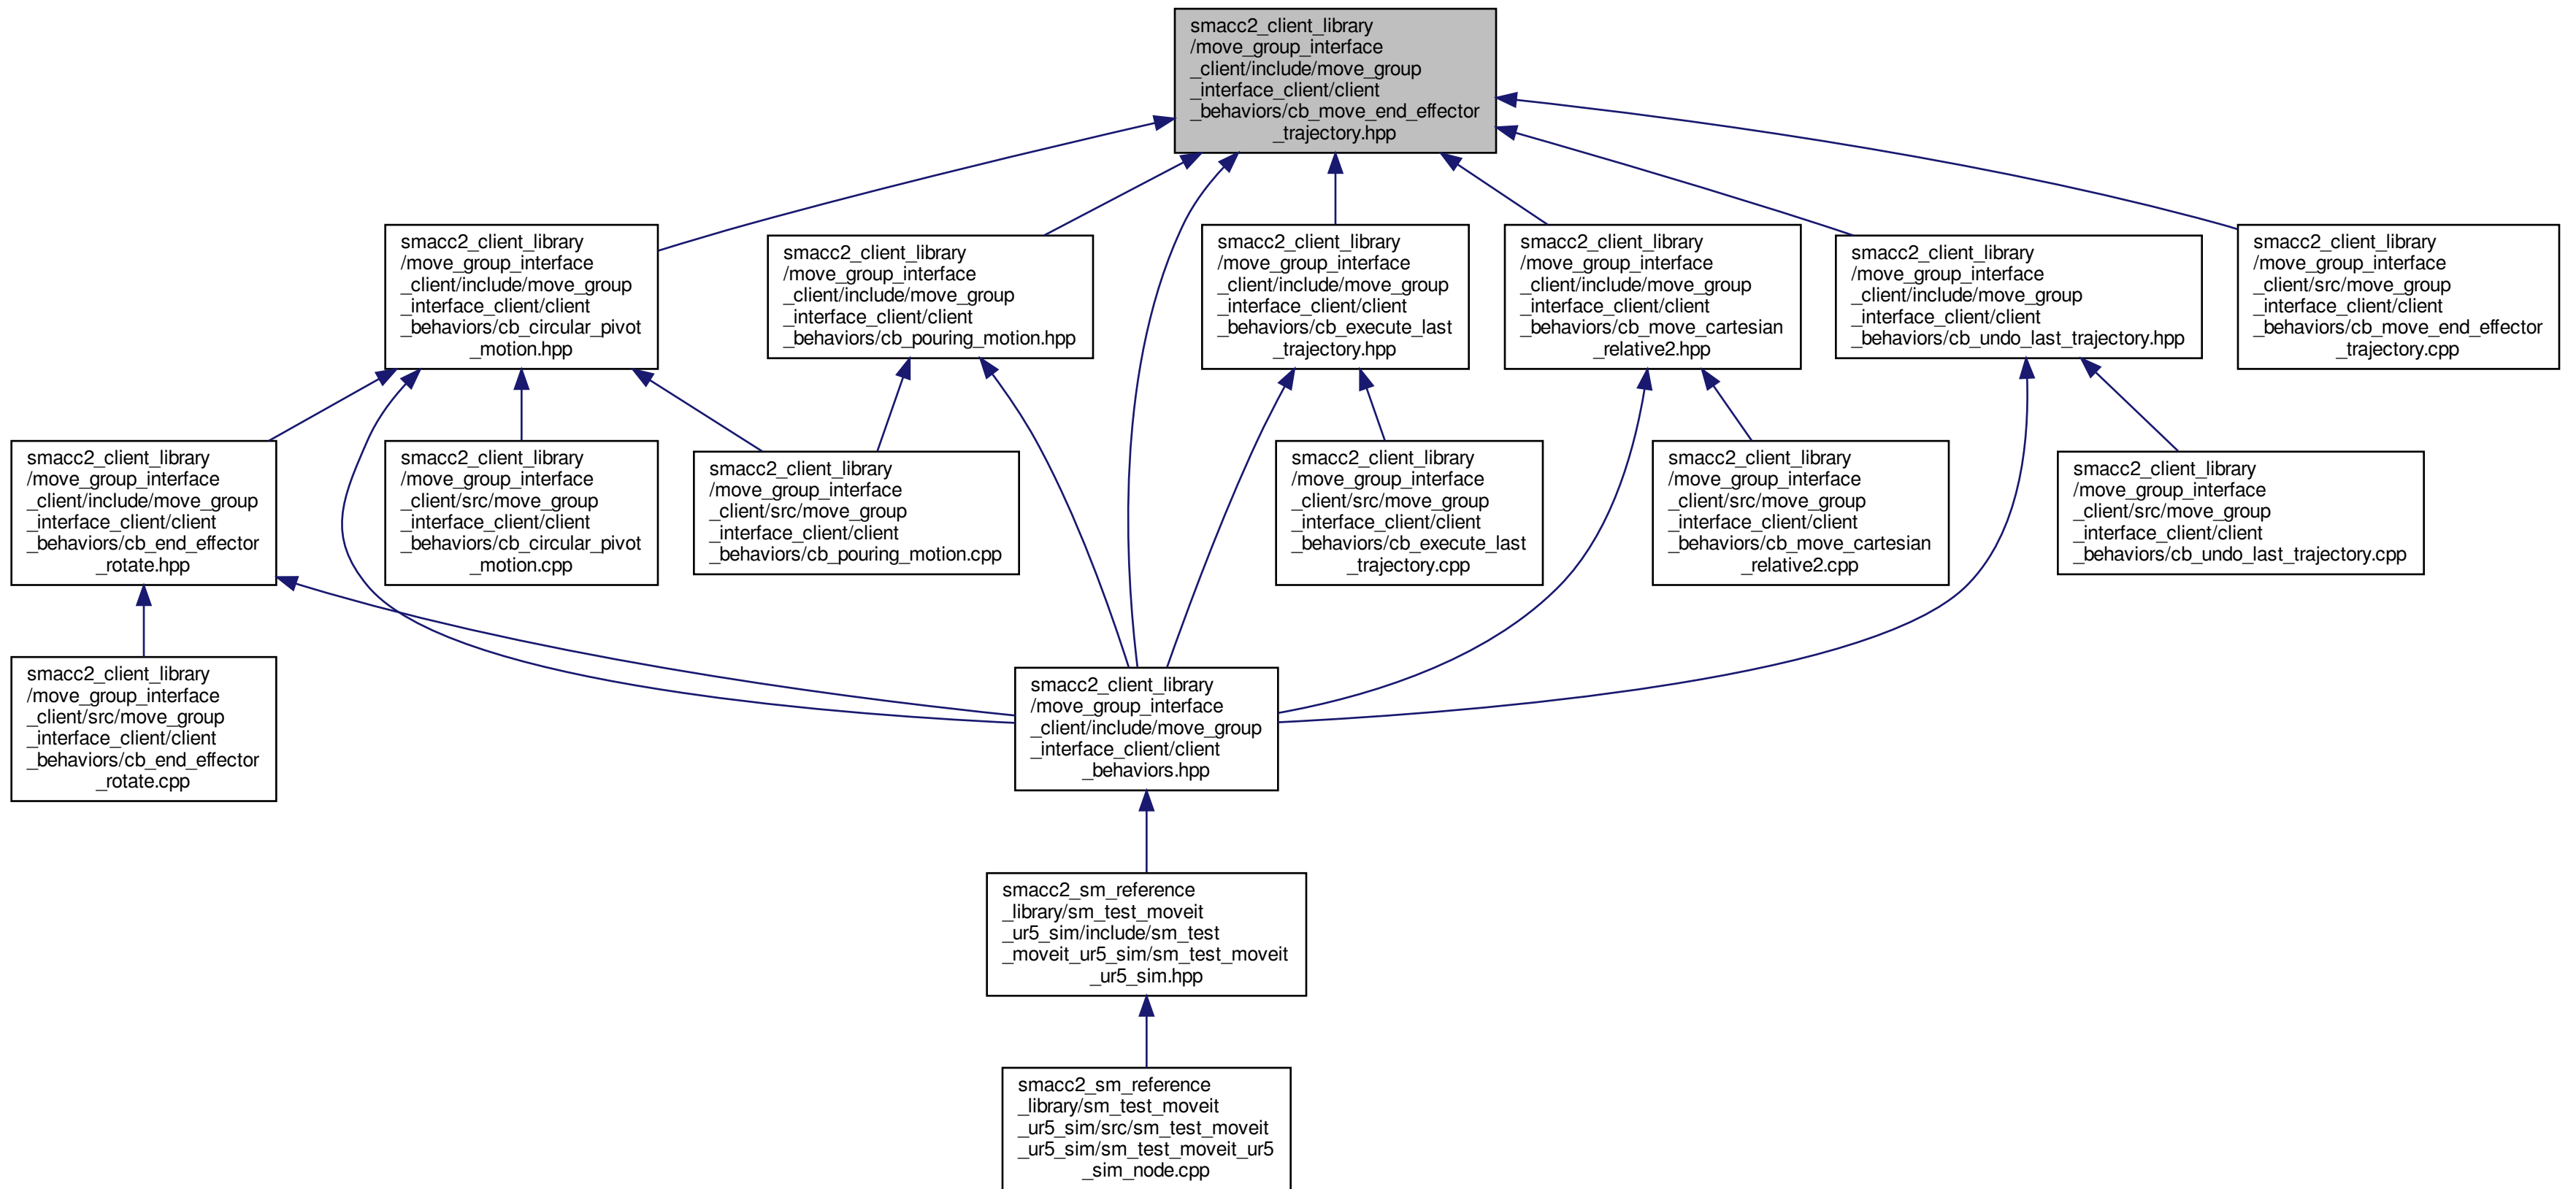 smacc2_client_library
/move_group_interface
_client/include/move_group
_interface_client/client
_behaviors/cb_move_end_effector
_trajectory.hpp
smacc2_client_library
/move_group_interface
_client/include/move_group
_interface_client/client
_behaviors/cb_circular_pivot
_motion.hpp
smacc2_client_library
/move_group_interface
_client/include/move_group
_interface_client/client
_behaviors/cb_pouring_motion.hpp
smacc2_client_library
/move_group_interface
_client/include/move_group
_interface_client/client
_behaviors/cb_execute_last
_trajectory.hpp
smacc2_client_library
/move_group_interface
_client/include/move_group
_interface_client/client
_behaviors/cb_move_cartesian
_relative2.hpp
smacc2_client_library
/move_group_interface
_client/include/move_group
_interface_client/client
_behaviors/cb_undo_last_trajectory.hpp
smacc2_client_library
/move_group_interface
_client/src/move_group
_interface_client/client
_behaviors/cb_move_end_effector
_trajectory.cpp
smacc2_client_library
/move_group_interface
_client/include/move_group
_interface_client/client
_behaviors/cb_end_effector
_rotate.hpp
smacc2_client_library
/move_group_interface
_client/src/move_group
_interface_client/client
_behaviors/cb_circular_pivot
_motion.cpp
smacc2_client_library
/move_group_interface
_client/src/move_group
_interface_client/client
_behaviors/cb_pouring_motion.cpp
smacc2_client_library
/move_group_interface
_client/src/move_group
_interface_client/client
_behaviors/cb_execute_last
_trajectory.cpp
smacc2_client_library
/move_group_interface
_client/src/move_group
_interface_client/client
_behaviors/cb_move_cartesian
_relative2.cpp
smacc2_client_library
/move_group_interface
_client/src/move_group
_interface_client/client
_behaviors/cb_undo_last_trajectory.cpp
smacc2_client_library
/move_group_interface
_client/src/move_group
_interface_client/client
_behaviors/cb_end_effector
_rotate.cpp
smacc2_client_library
/move_group_interface
_client/include/move_group
_interface_client/client
_behaviors.hpp
smacc2_sm_reference
_library/sm_test_moveit
_ur5_sim/include/sm_test
_moveit_ur5_sim/sm_test_moveit
_ur5_sim.hpp
smacc2_sm_reference
_library/sm_test_moveit
_ur5_sim/src/sm_test_moveit
_ur5_sim/sm_test_moveit_ur5
_sim_node.cpp